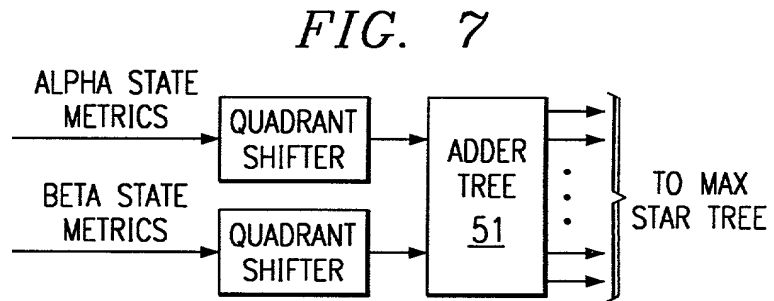 FIG. 7
ALPHA STATE
METRICS
QUADRANT
SHIFTER
BETA STATE
METRICS
QUADRANT
SHIFTER
ADDER
TREE
51
TO MAX
STAR TREE